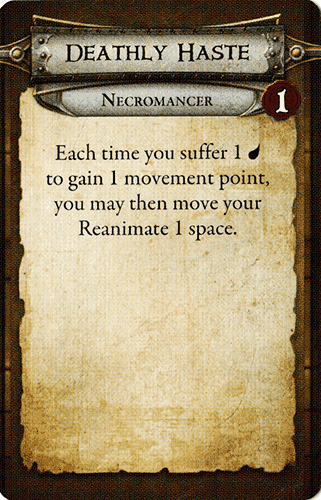 Deathly Haste
Necromancer
1
Each time you suffer 1
to gain 1 movement point,
you may then move your
Reanimate 1 space.